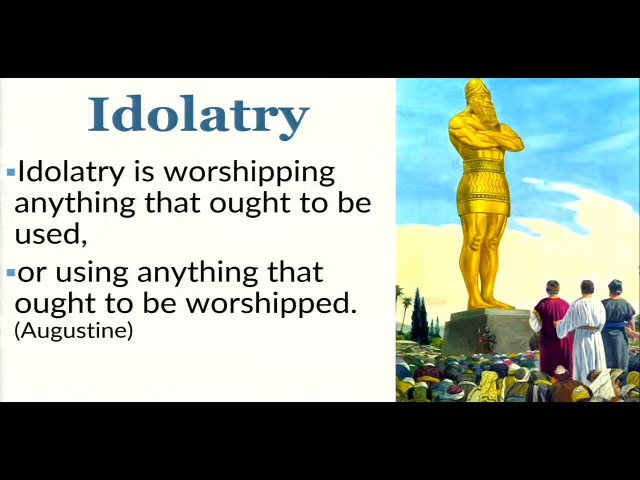 Idolatry
▪Idolatry is worshipping
anything that ought to be
used,
▪or using anything that
ought to be worshipped.
(Augustine)